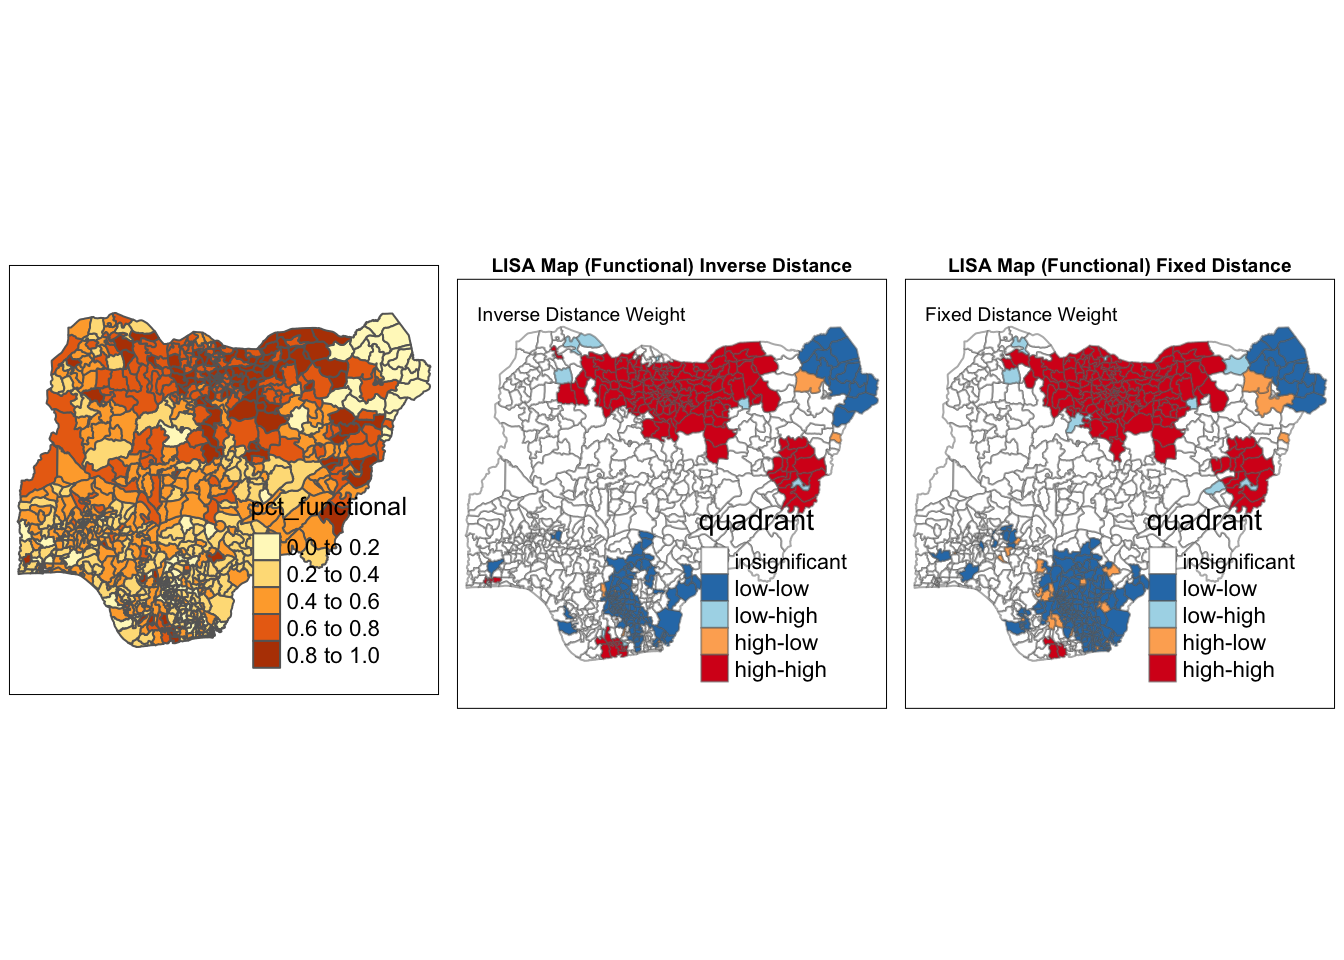 pct_functional
0.0 to 0.2
0.2 to 0.4
0.4 to 0.6
0.6 to 0.8
0.8 to 1.0
LISA Map (Functional) Inverse Distance
Inverse Distance Weight
quadrant
insignificant
low-low
low-high
high-low
high-high
LISA Map (Functional) Fixed Distance
Fixed Distance Weight
quadrant
insignificant
low-low
low-high
high-low
high-high